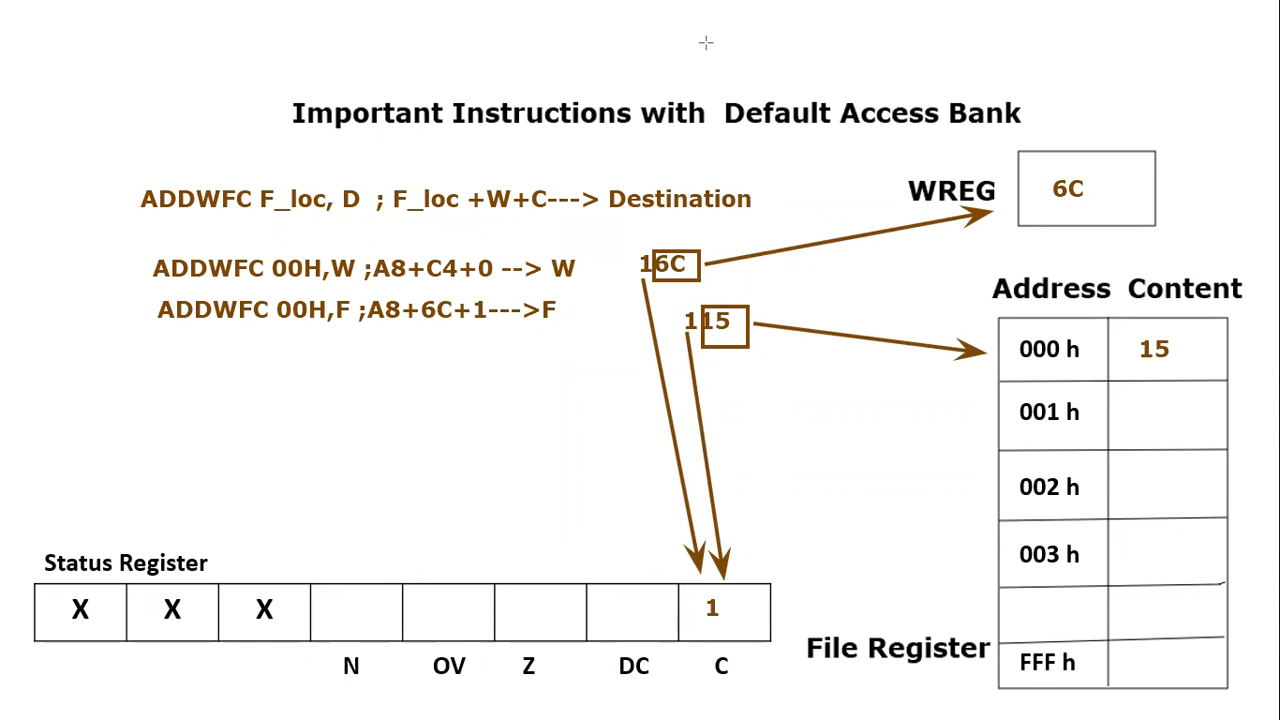 Important Instructions with Default Access Bank
WREG
6C
ADDWFC F_loc, D ; F_loc +W+C---> Destination
ADDWFC 00H,W ;A8+C4+0 --> W
16C
ADDWFC 00H,F ;A8+6C+1--->F
115
Address Content
000 h 15
001 h
002 h
003 h
FFF h
File Register
Status Register
X X X 1
N OV Z DC C